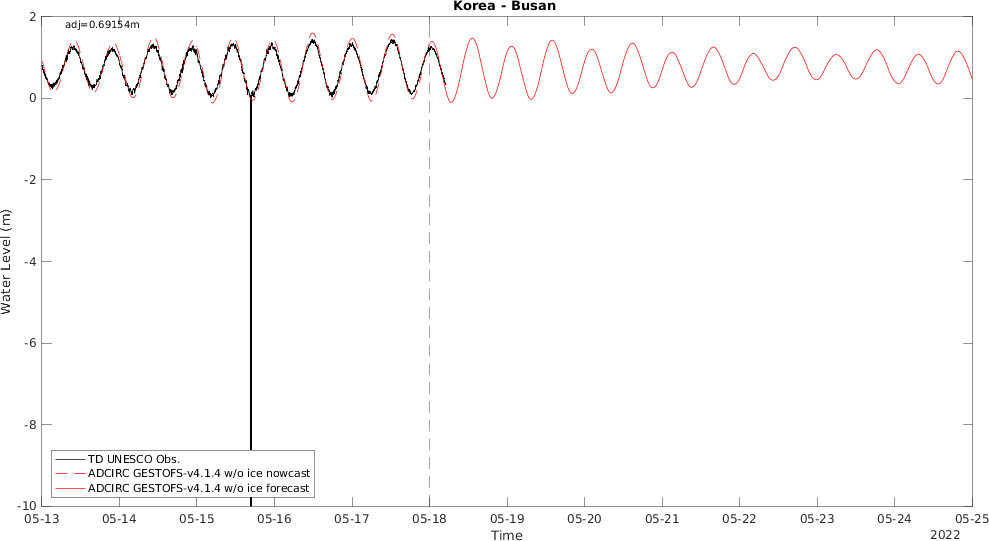 Korea - Busan
adj=0.69154m
2
0
-2
-4
-6
-8
-10
Water Level (m)
TD UNESCO Obs.
ADCIRC GESTOFS-v4.1.4 w/o ice nowcast
ADCIRC GESTOFS-v4.1.4 w/o ice forecast
05-13 05-14 05-15 05-16 05-17 05-18 05-19 05-20 05-21 05-22 05-23 05-24 05-25
Time
2022